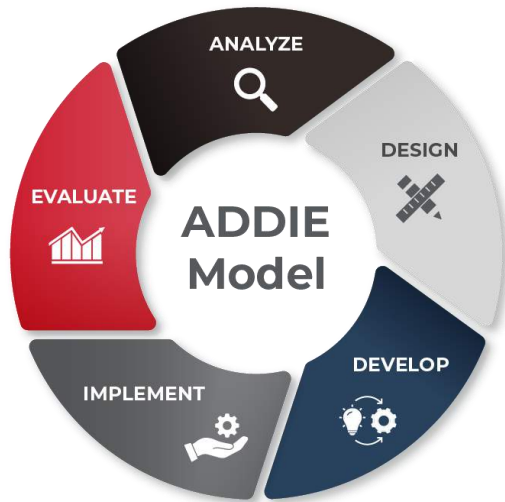 ANALYZE
DESIGN
EVALUATE
ADDIE
Model
DEVELOP
IMPLEMENT